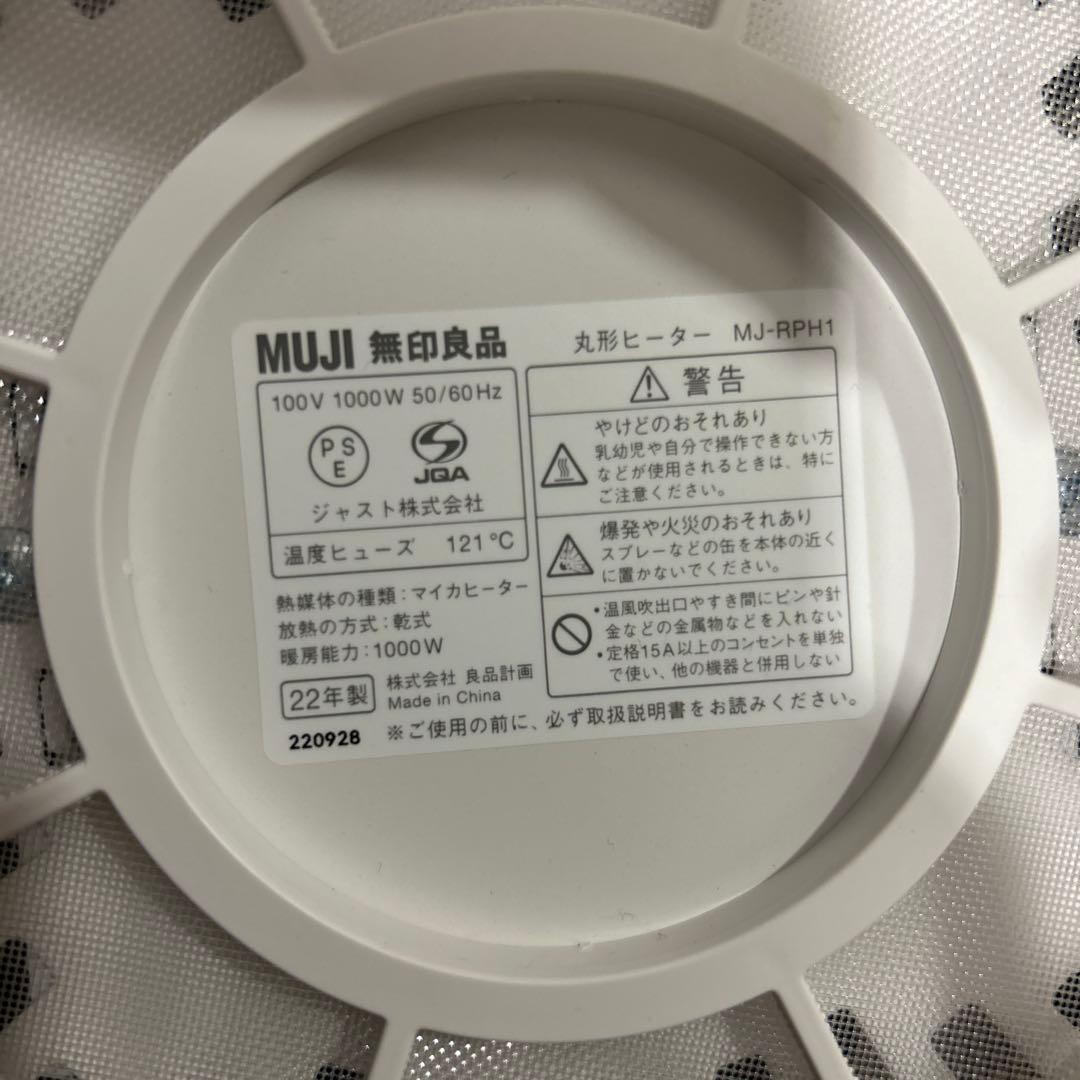 MUJI 無印良品
丸形ヒーター MJ-RPH1
100V 1000W 50/60Hz
PSE
JQA
ジャスト株式会社
温度ヒューズ 121℃
熱媒体の種類：マイカヒーター
放熱の方式：乾式
暖房能力：1000W
22年製
株式会社 良品計画
Made in China
220928
警告
やけどのおそれあり
乳幼児や自分で操作できない方
などが使用されるときは、特に
ご注意ください。
爆発や火災のおそれあり
スプレーなどの缶を本体の近く
に置かないでください。
・温風吹出口やすき間にピンや針
金などの金属物などを入れない
・定格15A以上のコンセントを単独
で使い、他の機器と併用しない
※ご使用の前に、必ず取扱説明書をお読みください。